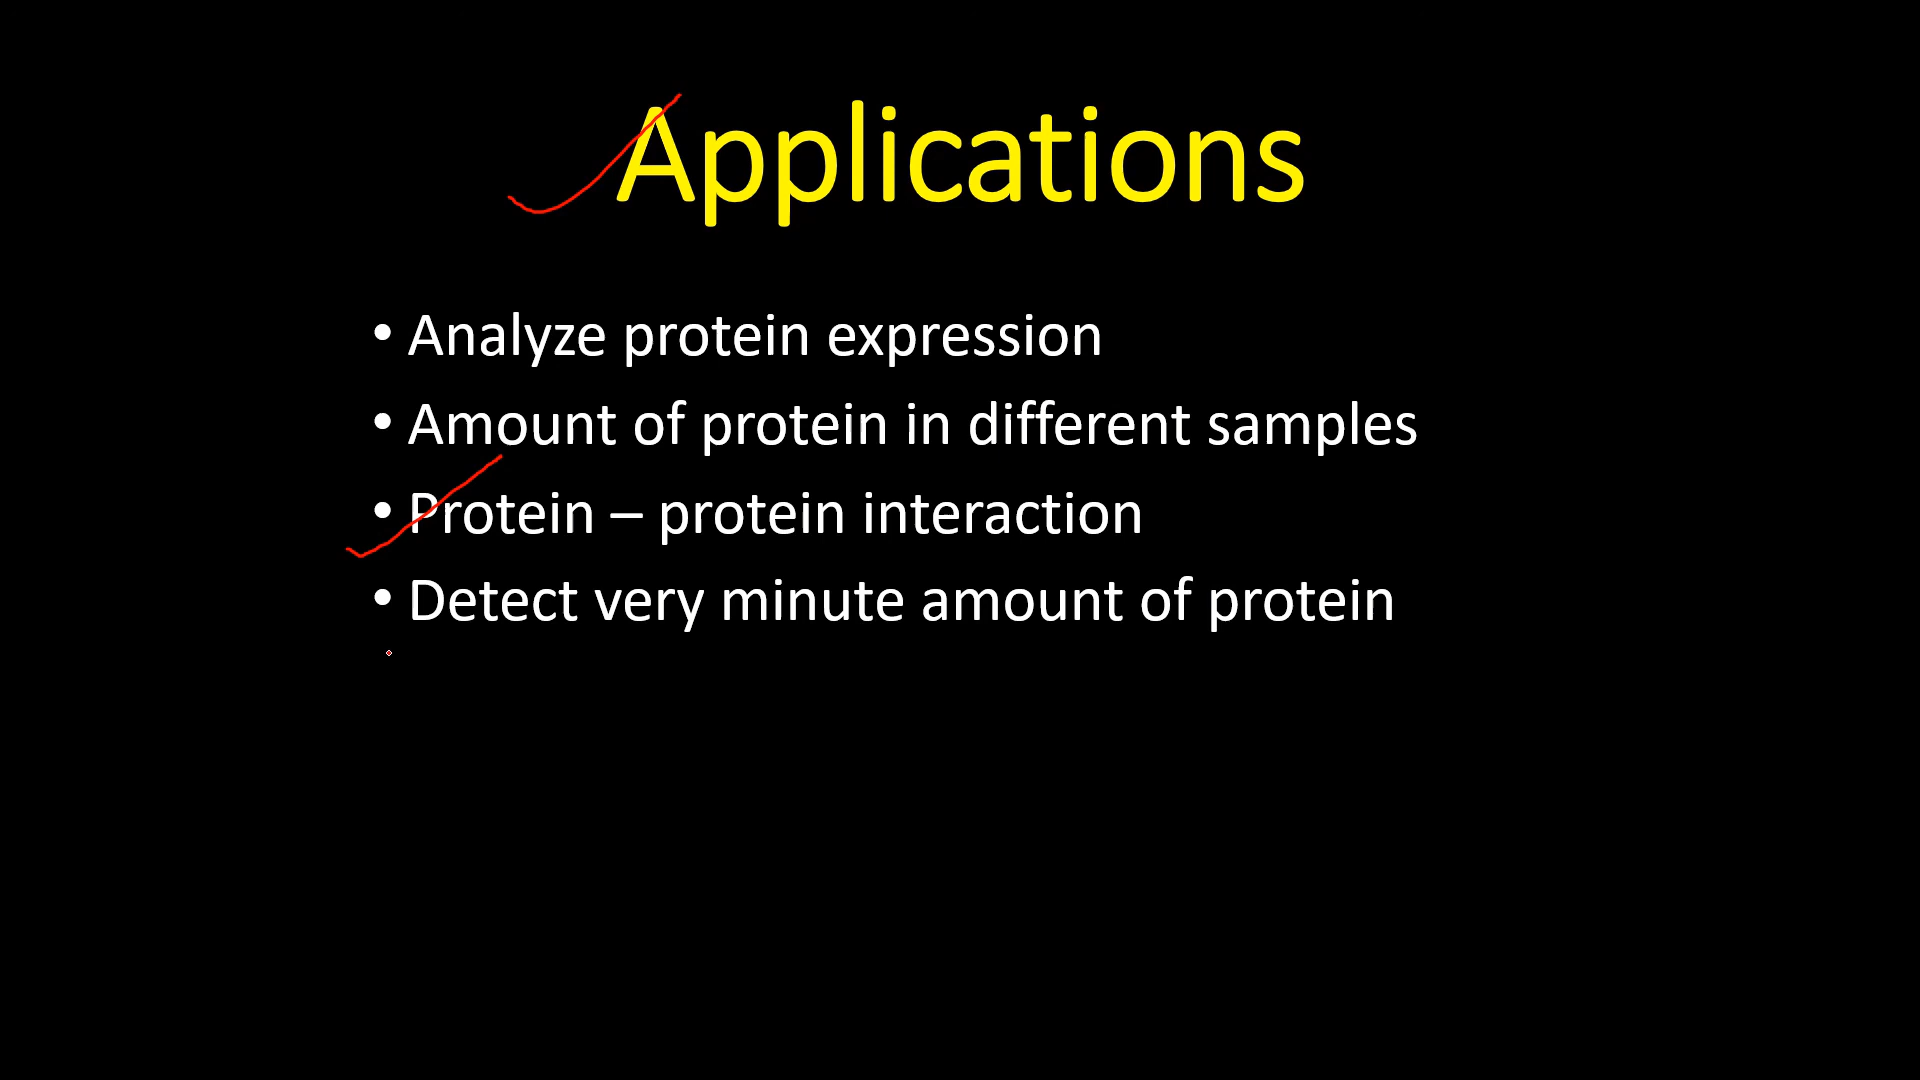 Applications
• Analyze protein expression
• Amount of protein in different samples
• Protein – protein interaction
• Detect very minute amount of protein